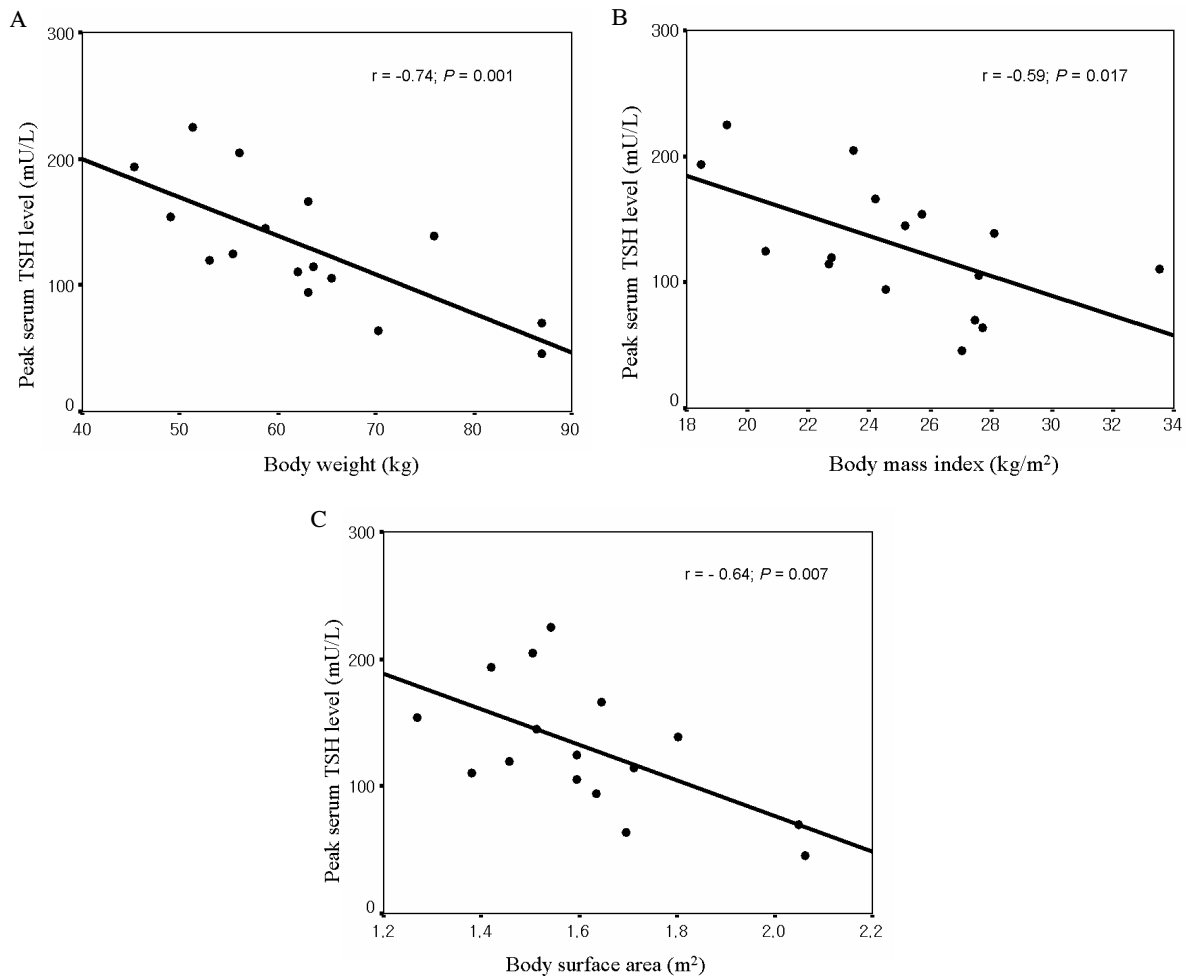 A
300
200
100
0
Peak serum TSH level (mU/L)
r = -0.74; P = 0.001
40 50 60 70 80 90
Body weight (kg)
B
300
200
100
0
Peak serum TSH level (mU/L)
r = -0.59; P = 0.017
18 20 22 24 26 28 30 32 34
Body mass index (kg/m²)
C
300
200
100
0
Peak serum TSH level (mU/L)
r = - 0.64; P = 0.007
1,2 1,4 1,6 1,8 2,0 2,2
Body surface area (m²)